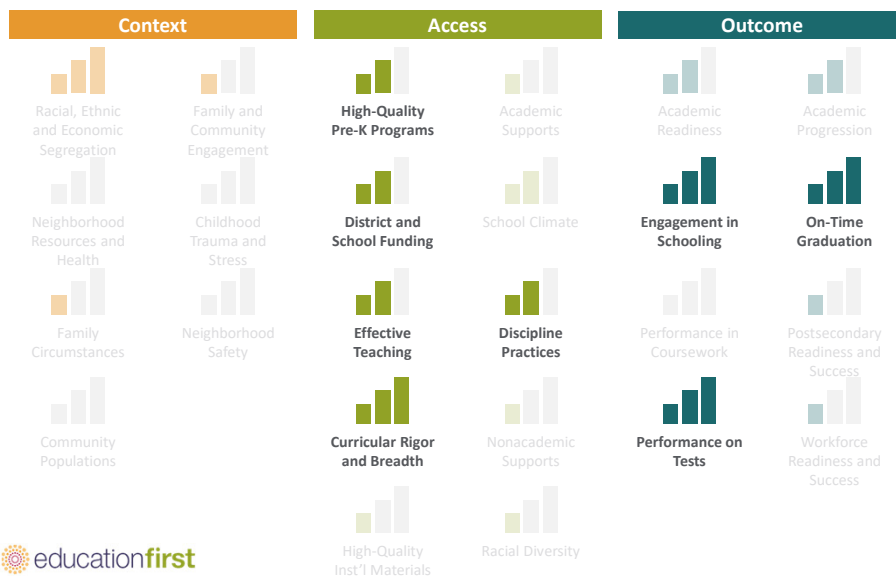 Context
Access
Outcome
Racial, Ethnic
and Economic
Segregation
Family and
Community
Engagement
High-Quality
Pre-K Programs
Academic
Supports
Academic
Readiness
Academic
Progression
Neighborhood
Resources and
Health
Childhood
Trauma and
Stress
District and
School Funding
School Climate
Engagement in
Schooling
On-Time
Graduation
Family
Circumstances
Neighborhood
Safety
Effective
Teaching
Discipline
Practices
Performance in
Coursework
Postsecondary
Readiness and
Success
Community
Populations
Curricular Rigor
and Breadth
Nonacademic
Supports
Performance on
Tests
Workforce
Readiness and
Success
High-Quality
Inst'l Materials
Racial Diversity
educationfirst